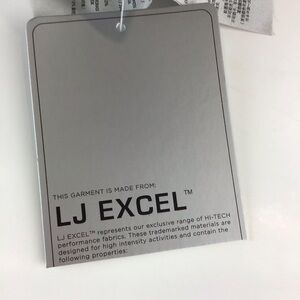 THIS GARMENT IS MADE FROM:
LJ EXCEL™
LJ EXCEL™ represents our exclusive range of HI-TECH
performance fabrics. These trademarked materials are
designed for high intensity activities and contain the
following properties: